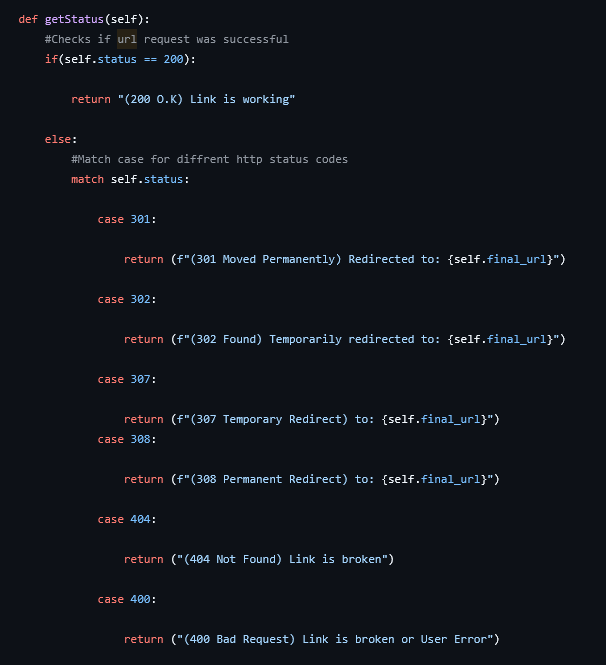 def getStatus(self):
#Checks if url request was successful
if(self.status == 200):
return "(200 O.K) Link is working"
else:
#Match case for diffrent http status codes
match self.status:
case 301:
return (f"(301 Moved Permanently) Redirected to: {self.final_url}")
case 302:
return (f"(302 Found) Temporarily redirected to: {self.final_url}")
case 307:
return (f"(307 Temporary Redirect) to: {self.final_url}")
case 308:
return (f"(308 Permanent Redirect) to: {self.final_url}")
case 404:
return ("(404 Not Found) Link is broken")
case 400:
return ("(400 Bad Request) Link is broken or User Error")